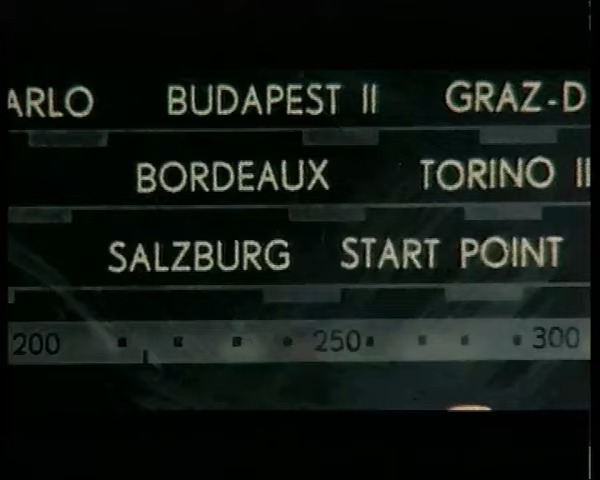 ARLO BUDAPEST II GRAZ-D
BORDEAUX TORINO II
SALZBURG START POINT
200 250 300